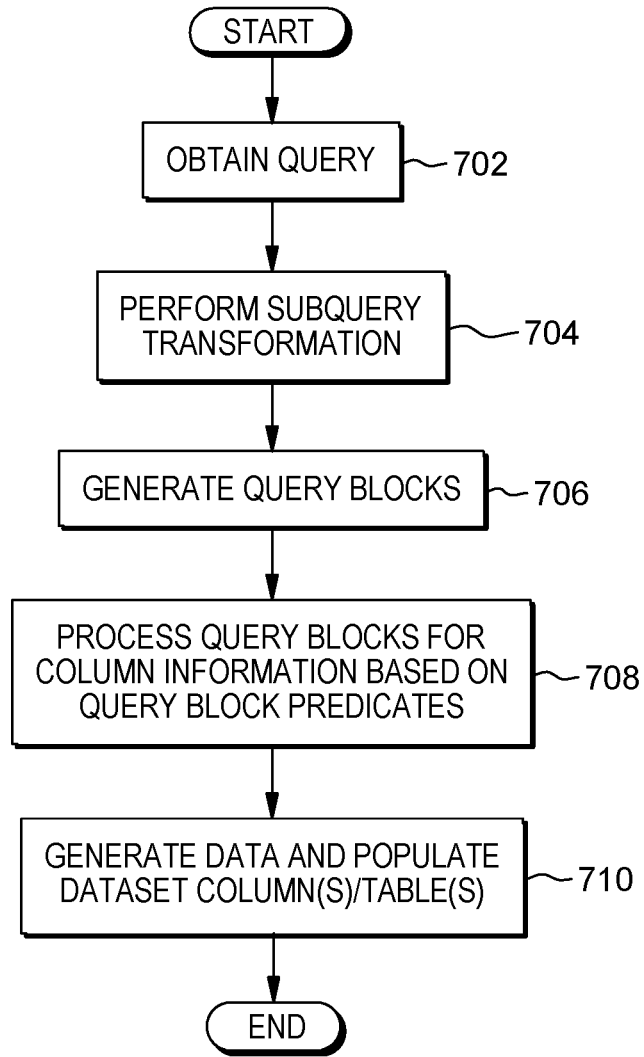 START
OBTAIN QUERY
702
PERFORM SUBQUERY
TRANSFORMATION
704
GENERATE QUERY BLOCKS
706
PROCESS QUERY BLOCKS FOR
COLUMN INFORMATION BASED ON
QUERY BLOCK PREDICATES
708
GENERATE DATA AND POPULATE
DATASET COLUMN(S)/TABLE(S)
710
END